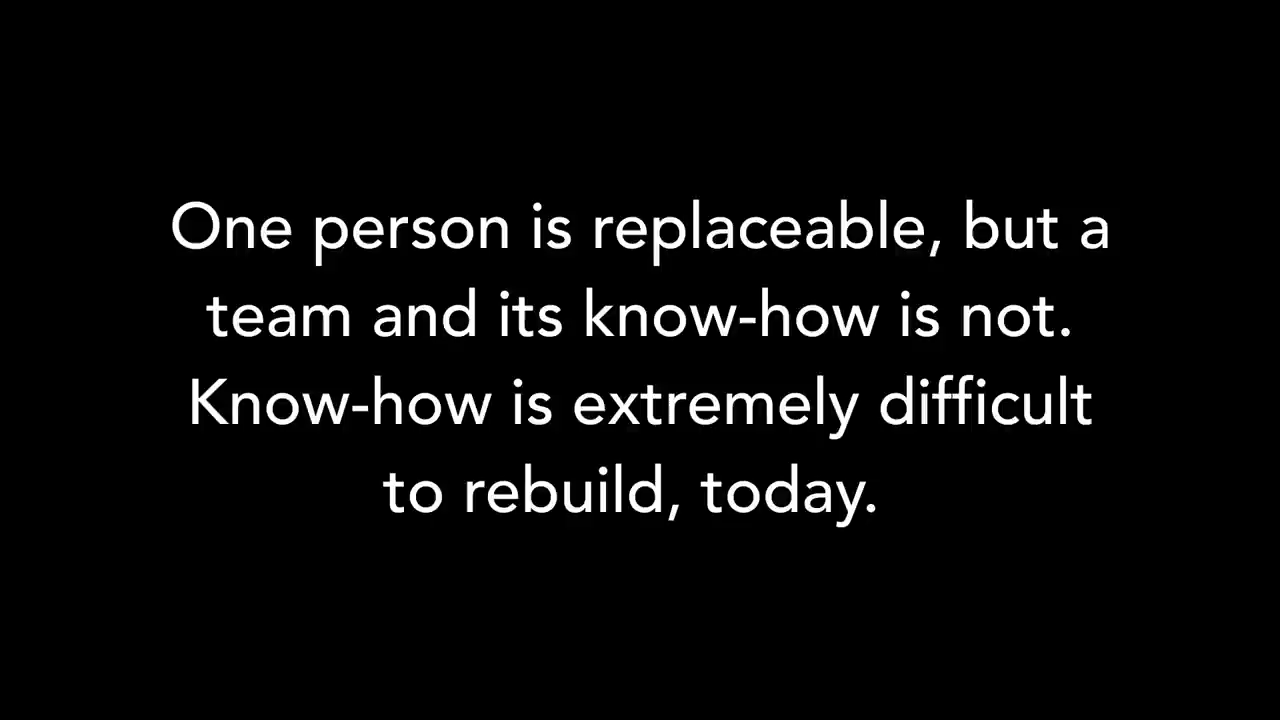 One person is replaceable, but a
team and its know-how is not.
Know-how is extremely difficult
to rebuild, today.